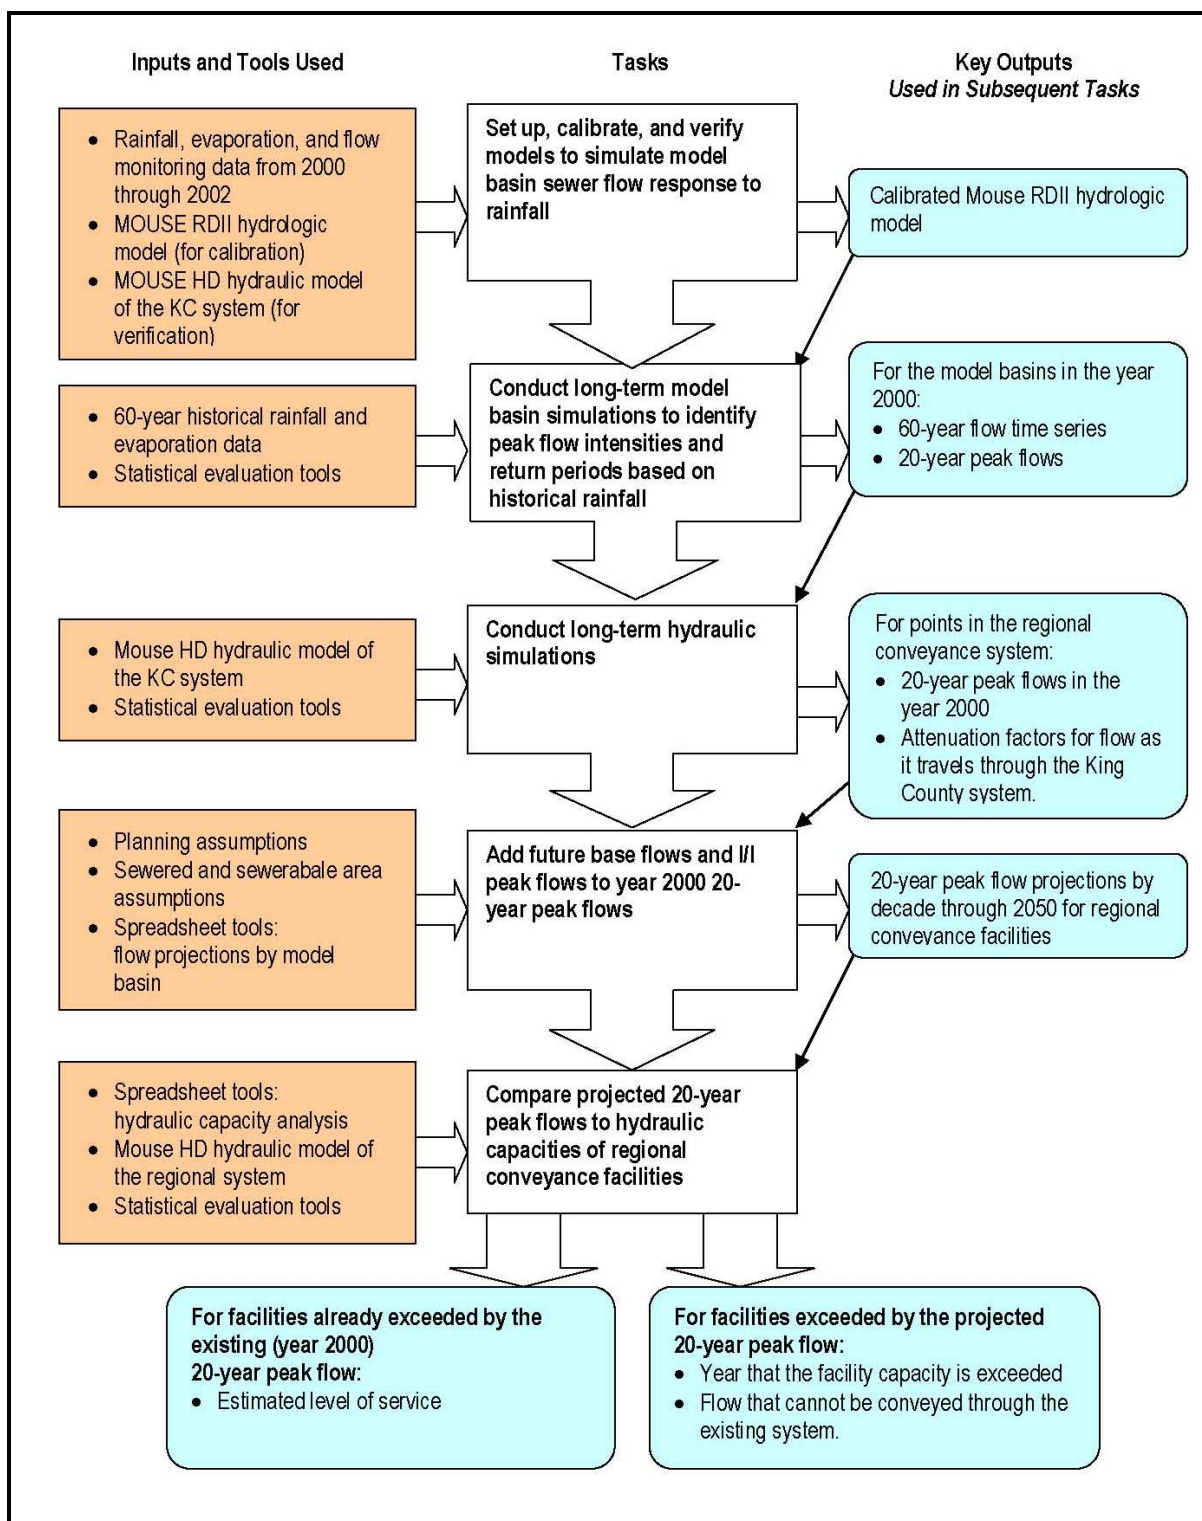 Inputs and Tools Used
Tasks
Key Outputs
Used in Subsequent Tasks
• Rainfall, evaporation, and flow
monitoring data from 2000
through 2002
• MOUSE RDII hydrologic
model (for calibration)
• MOUSE HD hydraulic model
of the KC system (for
verification)
Set up, calibrate, and verify
models to simulate model
basin sewer flow response to
rainfall
Calibrated Mouse RDII hydrologic
model
• 60-year historical rainfall and
evaporation data
• Statistical evaluation tools
Conduct long-term model
basin simulations to identify
peak flow intensities and
return periods based on
historical rainfall
For the model basins in the year
2000:
• 60-year flow time series
• 20-year peak flows
• Mouse HD hydraulic model of
the KC system
• Statistical evaluation tools
Conduct long-term hydraulic
simulations
For points in the regional
conveyance system:
• 20-year peak flows in the
year 2000
• Attenuation factors for flow as
it travels through the King
County system.
• Planning assumptions
• Sewered and sewerabale area
assumptions
• Spreadsheet tools:
flow projections by model
basin
Add future base flows and I/I
peak flows to year 2000 20-
year peak flows
20-year peak flow projections by
decade through 2050 for regional
conveyance facilities
• Spreadsheet tools:
hydraulic capacity analysis
• Mouse HD hydraulic model of
the regional system
• Statistical evaluation tools
Compare projected 20-year
peak flows to hydraulic
capacities of regional
conveyance facilities
For facilities already exceeded by the
existing (year 2000)
20-year peak flow:
• Estimated level of service
For facilities exceeded by the projected
20-year peak flow:
• Year that the facility capacity is exceeded
• Flow that cannot be conveyed through the
existing system.